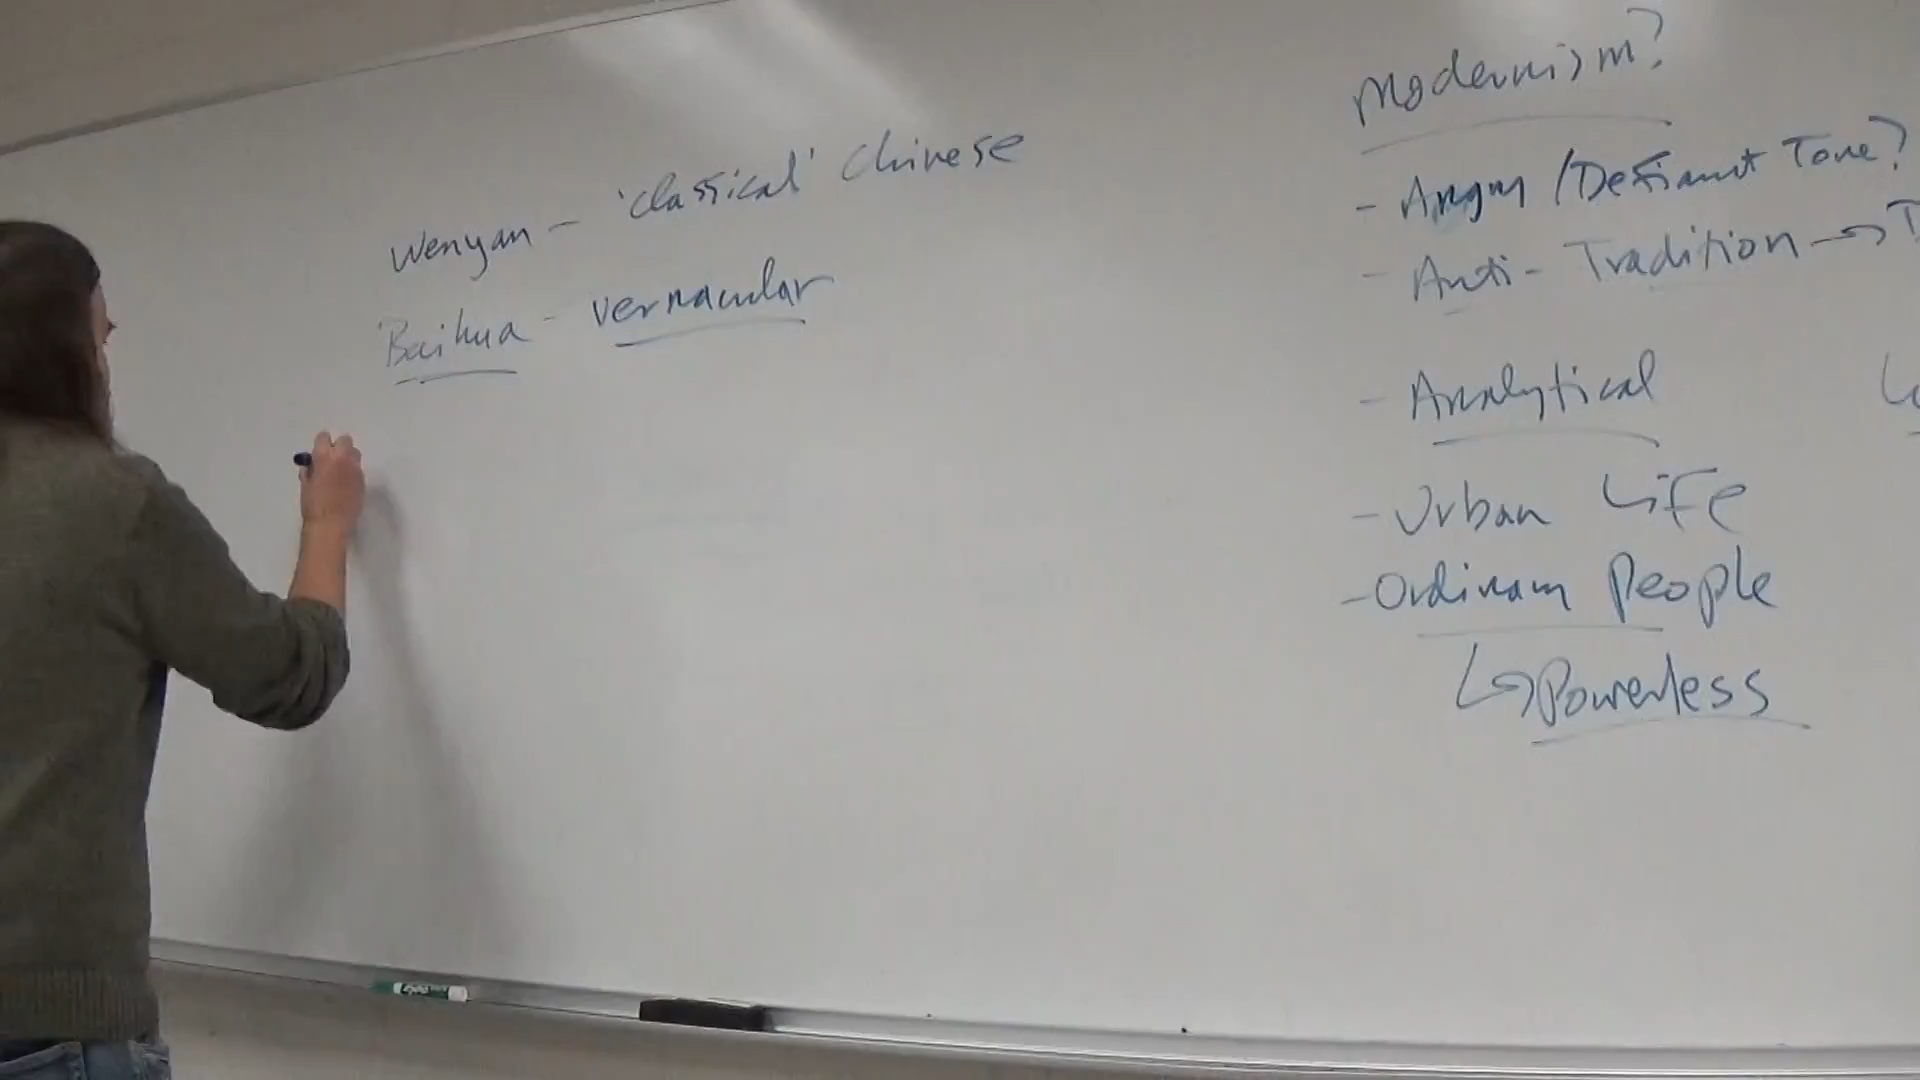 Wenyan - 'classical' Chinese
Baihua - vernacular
Modernism?
- Angry / Defiant Tone?
- Anti-Tradition →
- Analytical
- Urban Life
- Ordinary People
↳ Powerless